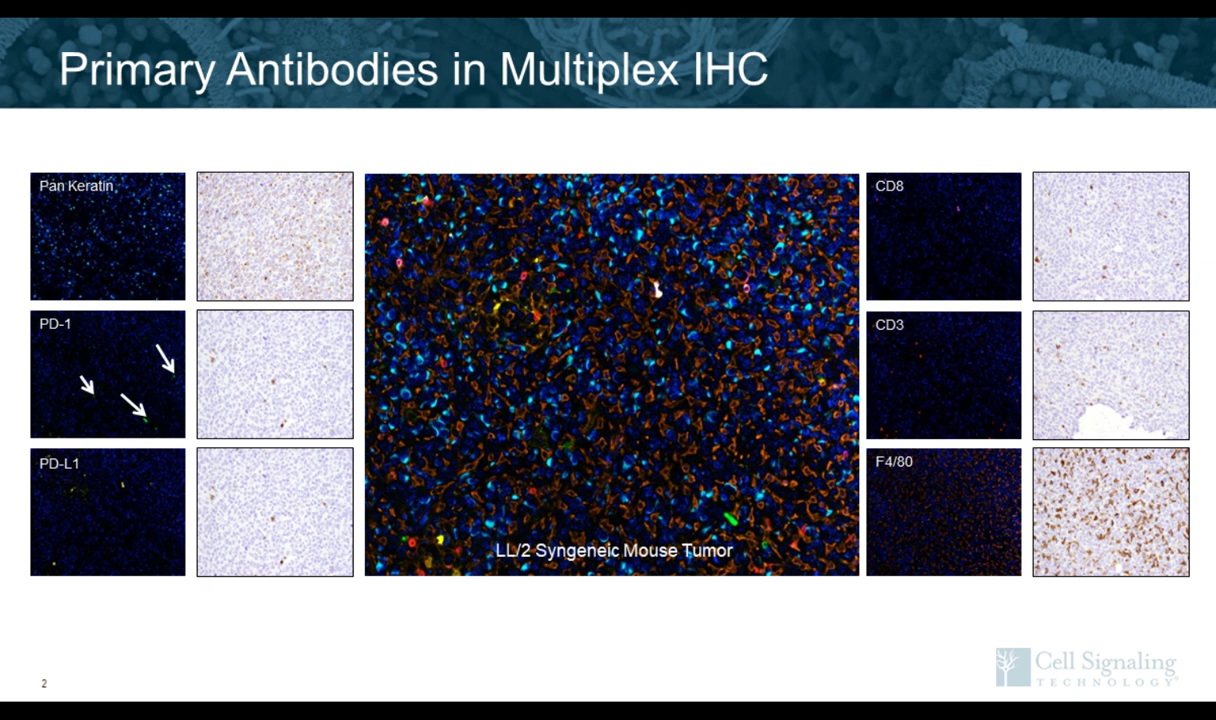 Primary Antibodies in Multiplex IHC
Pan Keratin
PD-1
PD-L1
LL/2 Syngeneic Mouse Tumor
CD8
CD3
F4/80
2
Cell Signaling
TECHNOLOGY®